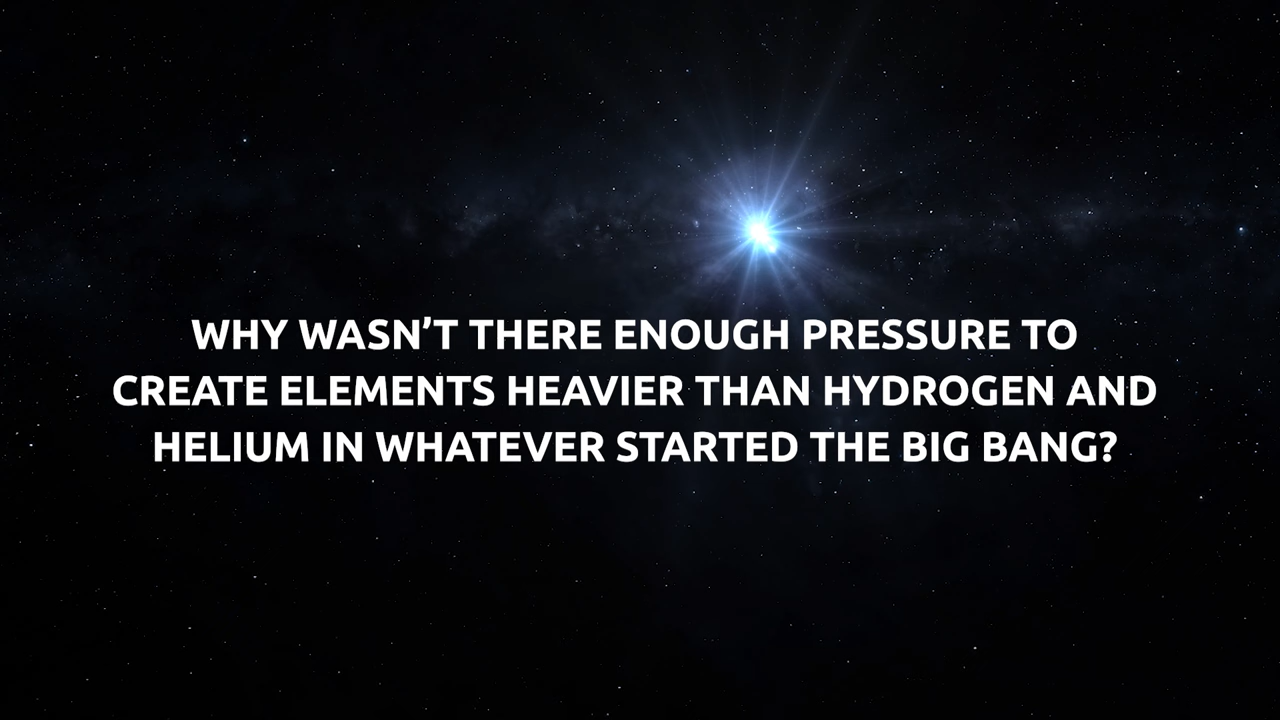 WHY WASN’T THERE ENOUGH PRESSURE TO
CREATE ELEMENTS HEAVIER THAN HYDROGEN AND
HELIUM IN WHATEVER STARTED THE BIG BANG?